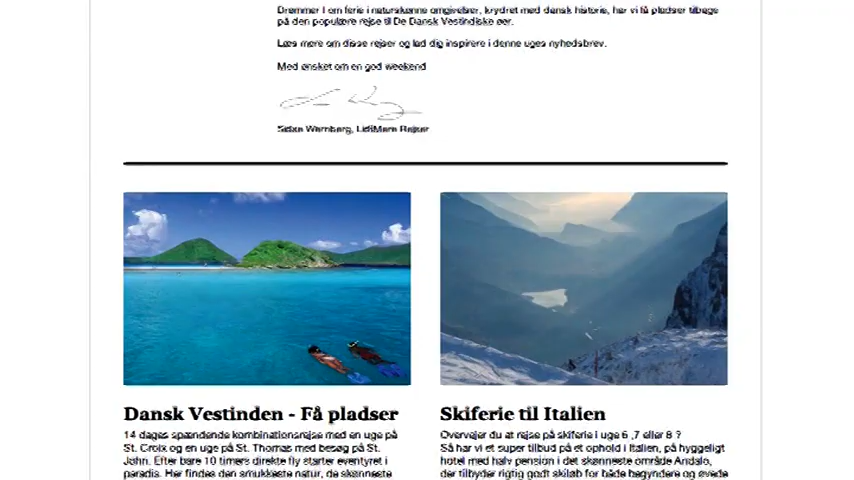 Drømmer I om ferie i naturskønne omgivelser, krydret med dansk historie, har vi få pladser tilbage
på den populære rejse til De Dansk Vestindiske øer.
Læs mere om disse rejser og lad dig inspirere i denne uges nyhedsbrev.
Med ønsket om en god weekend
Wernberg, LidtMere Rejser
Dansk Vestinden - Få pladser
14 dages spændende kombinationsrejse med en uge på
St. Croix og en uge på St. Thomas med besøg på St.
John. Efter bare 10 timers direkte fly starter eventyret i
paradis. Her findes den smukkeste natur, de skønneste
Skiferie til Italien
Overvejer du at rejse på skiferie i uge 6 ,7 eller 8 ?
Så har vi et super tilbud på et ophold i Italien, på hyggeligt
hotel med halv pension i det skønneste område Andalo,
der tilbyder rigtig godt skiløb for både begyndere og øvede